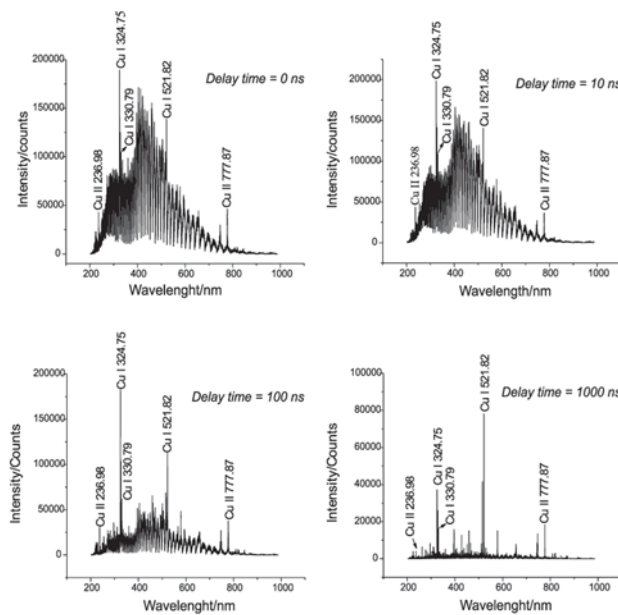 Cu I 324.75
Cu I 330.79
Cu I 521.82
Cu II 236.98
Cu II 777.87
Delay time = 0 ns
Intensity/counts
200000
150000
100000
50000
0
200 400 600 800 1000
Wavelenght/nm
Cu I 324.75
Cu I 330.79
Cu I 521.82
Cu II 236.98
Cu II 777.87
Delay time = 10 ns
Intensity/counts
200000
150000
100000
50000
0
200 400 600 800 1000
Wavelength/nm
Cu I 324.75
Cu I 330.79
Cu I 521.82
Cu II 236.98
Cu II 777.87
Delay time = 100 ns
Intensity/Counts
200000
150000
100000
50000
0
200 400 600 800 1000
Wavelenght/nm
Cu I 324.75
Cu I 330.79
Cu I 521.82
Cu II 236.98
Cu II 777.87
Delay time = 1000 ns
Intensity/Counts
100000
80000
60000
40000
20000
0
200 400 600 800 1000
Wavelenght/nm